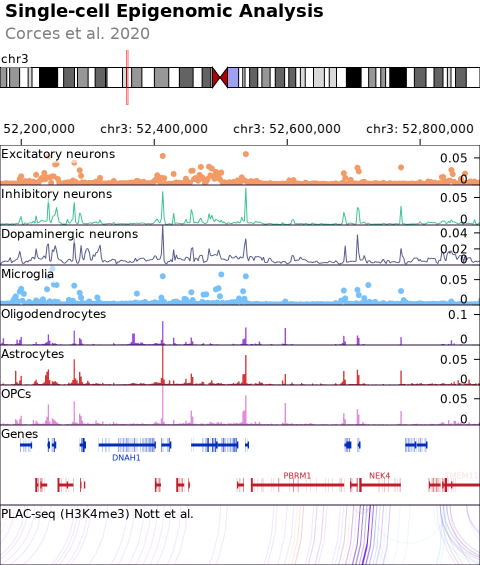 Single-cell Epigenomic Analysis
Corces et al. 2020
chr3
52,200,000 chr3: 52,400,000 chr3: 52,600,000 chr3: 52,800,000
Excitatory neurons 0.05
0
Inhibitory neurons 0.05
0
Dopaminergic neurons 0.04
0.02
0
Microglia 0.05
0
Oligodendrocytes 0.1
0
Astrocytes 0.05
0
OPCs 0.05
0
Genes
DNAH1
PBRM1 NEK4
PLAC-seq (H3K4me3) Nott et al.